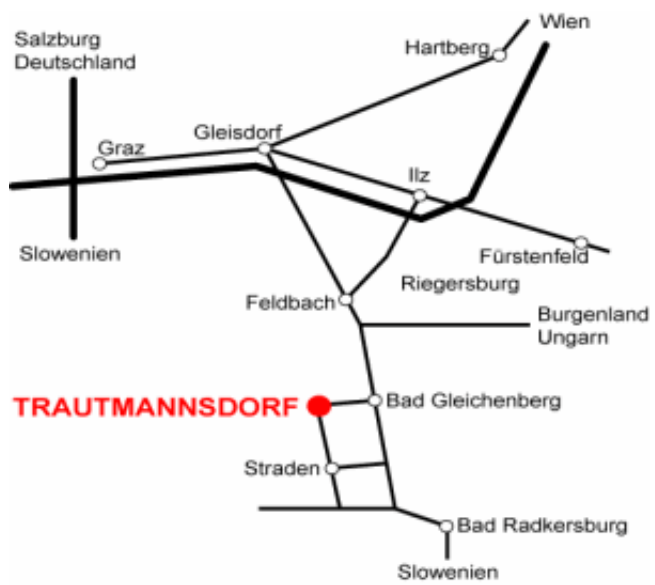 Salzburg
Deutschland
Wien
Hartberg
Gleisdorf
Graz
Ilz
Slowenien
Fürstenfeld
Riegersburg
Feldbach
Burgenland
Ungarn
TRAUTMANNSDORF
Bad Gleichenberg
Straden
Bad Radkersburg
Slowenien